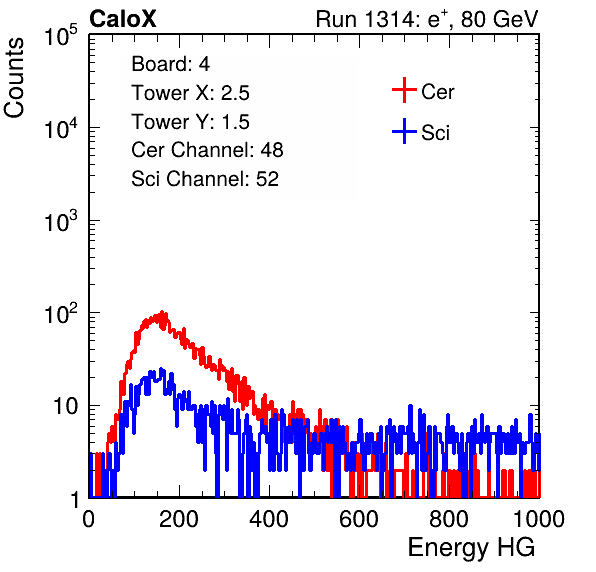 CaloX Run 1314: e⁺, 80 GeV
Counts
Board: 4
Tower X: 2.5
Tower Y: 1.5
Cer Channel: 48
Sci Channel: 52
Cer
Sci
10⁵
10⁴
10³
10²
10
1
0 200 400 600 800 1000
Energy HG